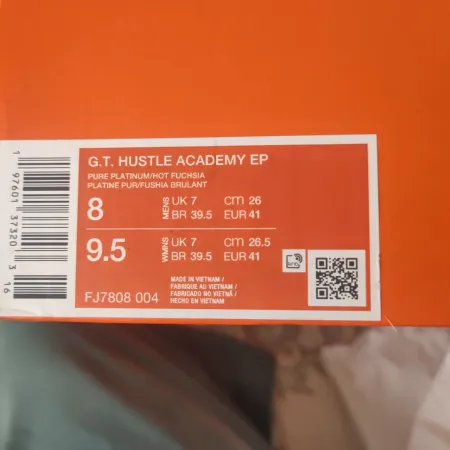 G.T. HUSTLE ACADEMY EP
PURE PLATINUM/HOT FUCHSIA
PLATINE PUR/FUSHIA BRULANT
8 MENS UK 7 cm 26
BR 39.5 EUR 41
9.5 WMNS UK 7 cm 26.5
BR 39.5 EUR 41
MADE IN VIETNAM /
FABRIQUE AU VIETNAM /
FABRICADO NO VIETNÃ /
HECHO EN VIETNAM
FJ7808 004
1 97601 37320 3 16